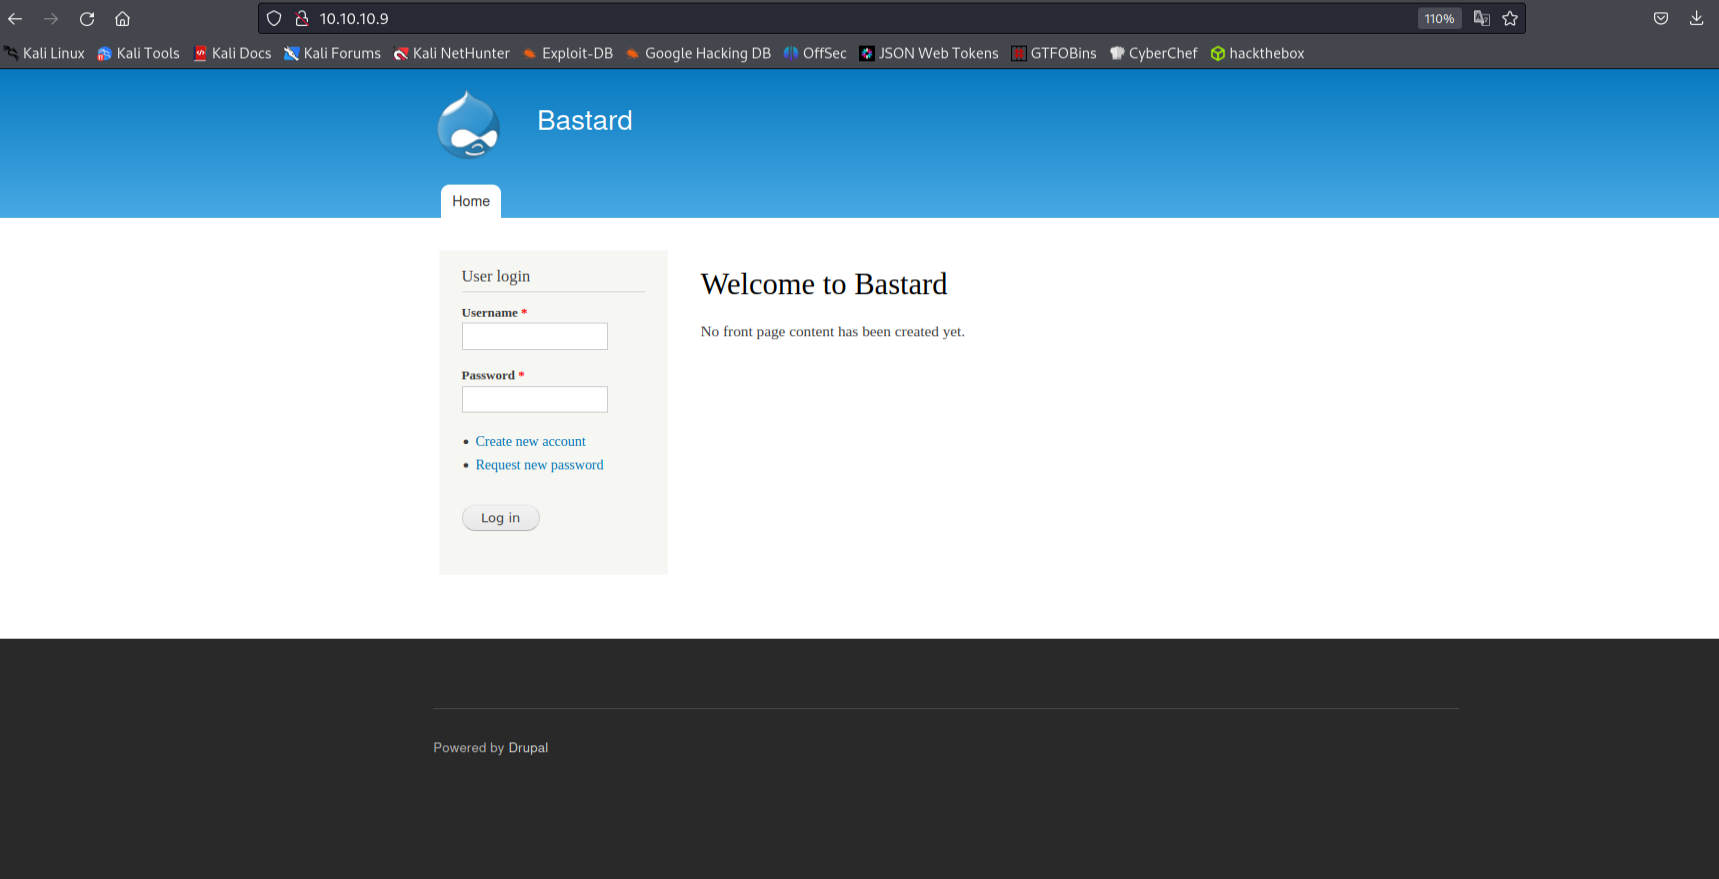 10.10.10.9
110%
Kali Linux Kali Tools Kali Docs Kali Forums Kali NetHunter Exploit-DB Google Hacking DB OffSec JSON Web Tokens GTFOBins CyberChef hackthebox
Bastard
Home
User login
Username *
Password *
Create new account
Request new password
Log in
Welcome to Bastard
No front page content has been created yet.
Powered by Drupal